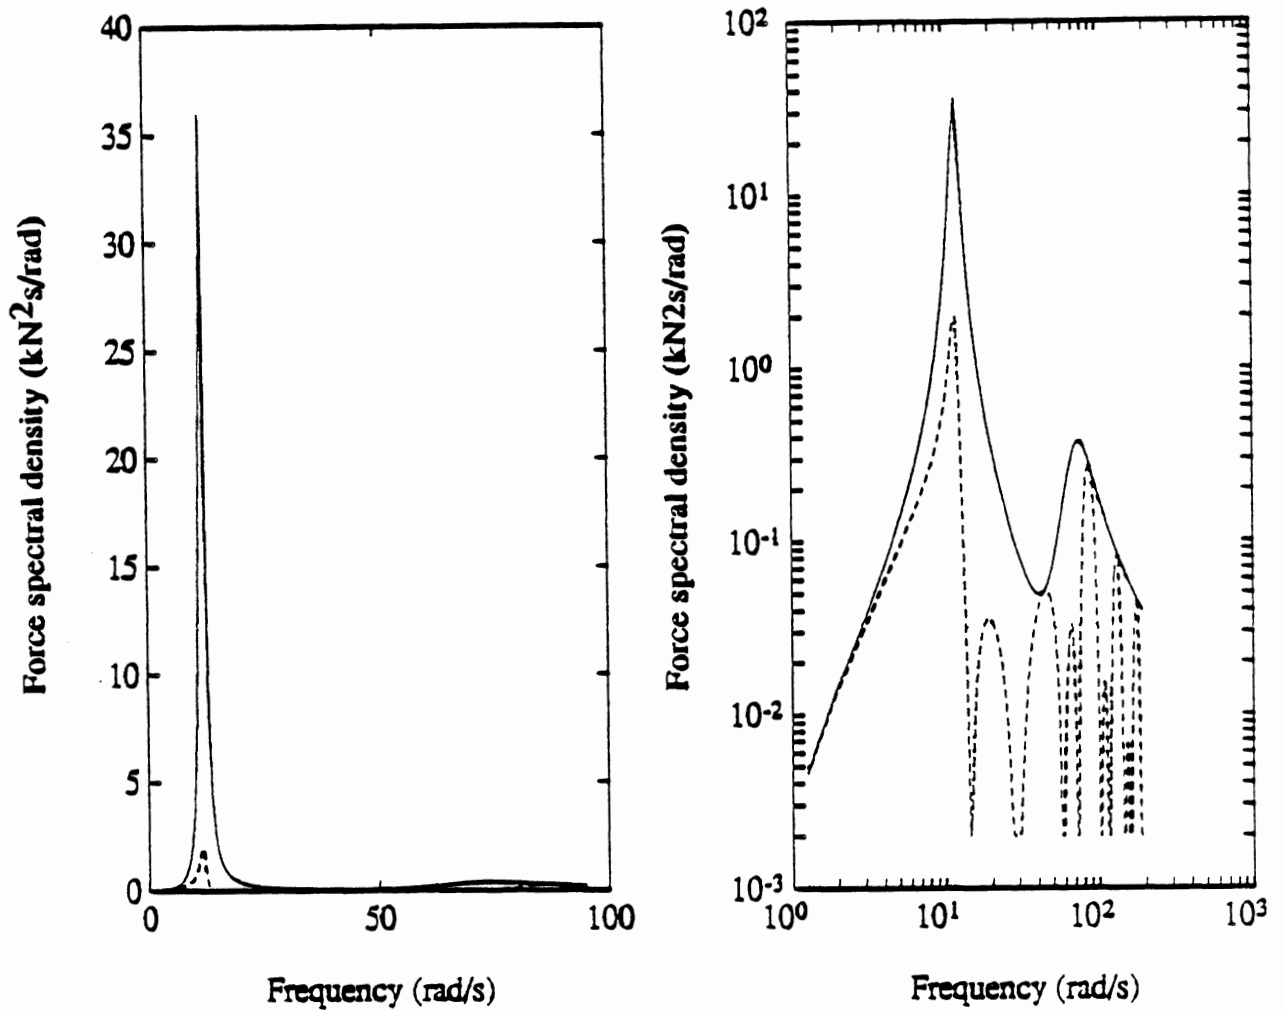 Force spectral density (kN²s/rad)
40
35
30
25
20
15
10
5
0
0 50 100
Frequency (rad/s)
Force spectral density (kN2s/rad)
10²
10¹
10⁰
10⁻¹
10⁻²
10⁻³
10⁰ 10¹ 10² 10³
Frequency (rad/s)